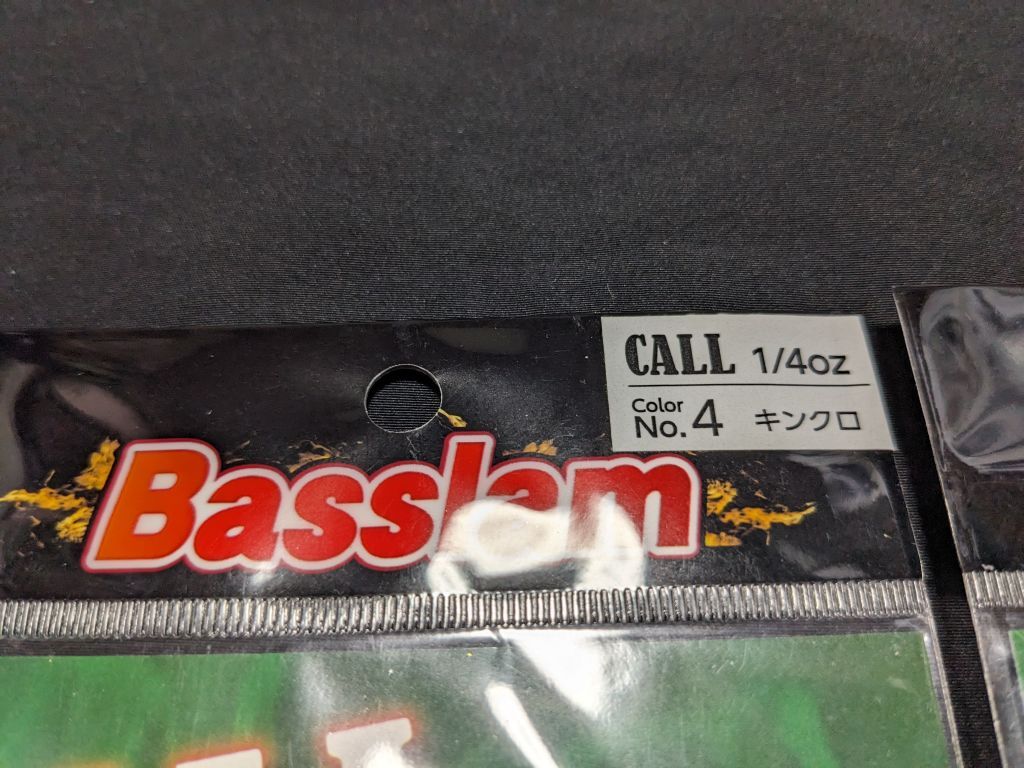 CALL 1/4oz
Color No.4 キンクロ
Basslam